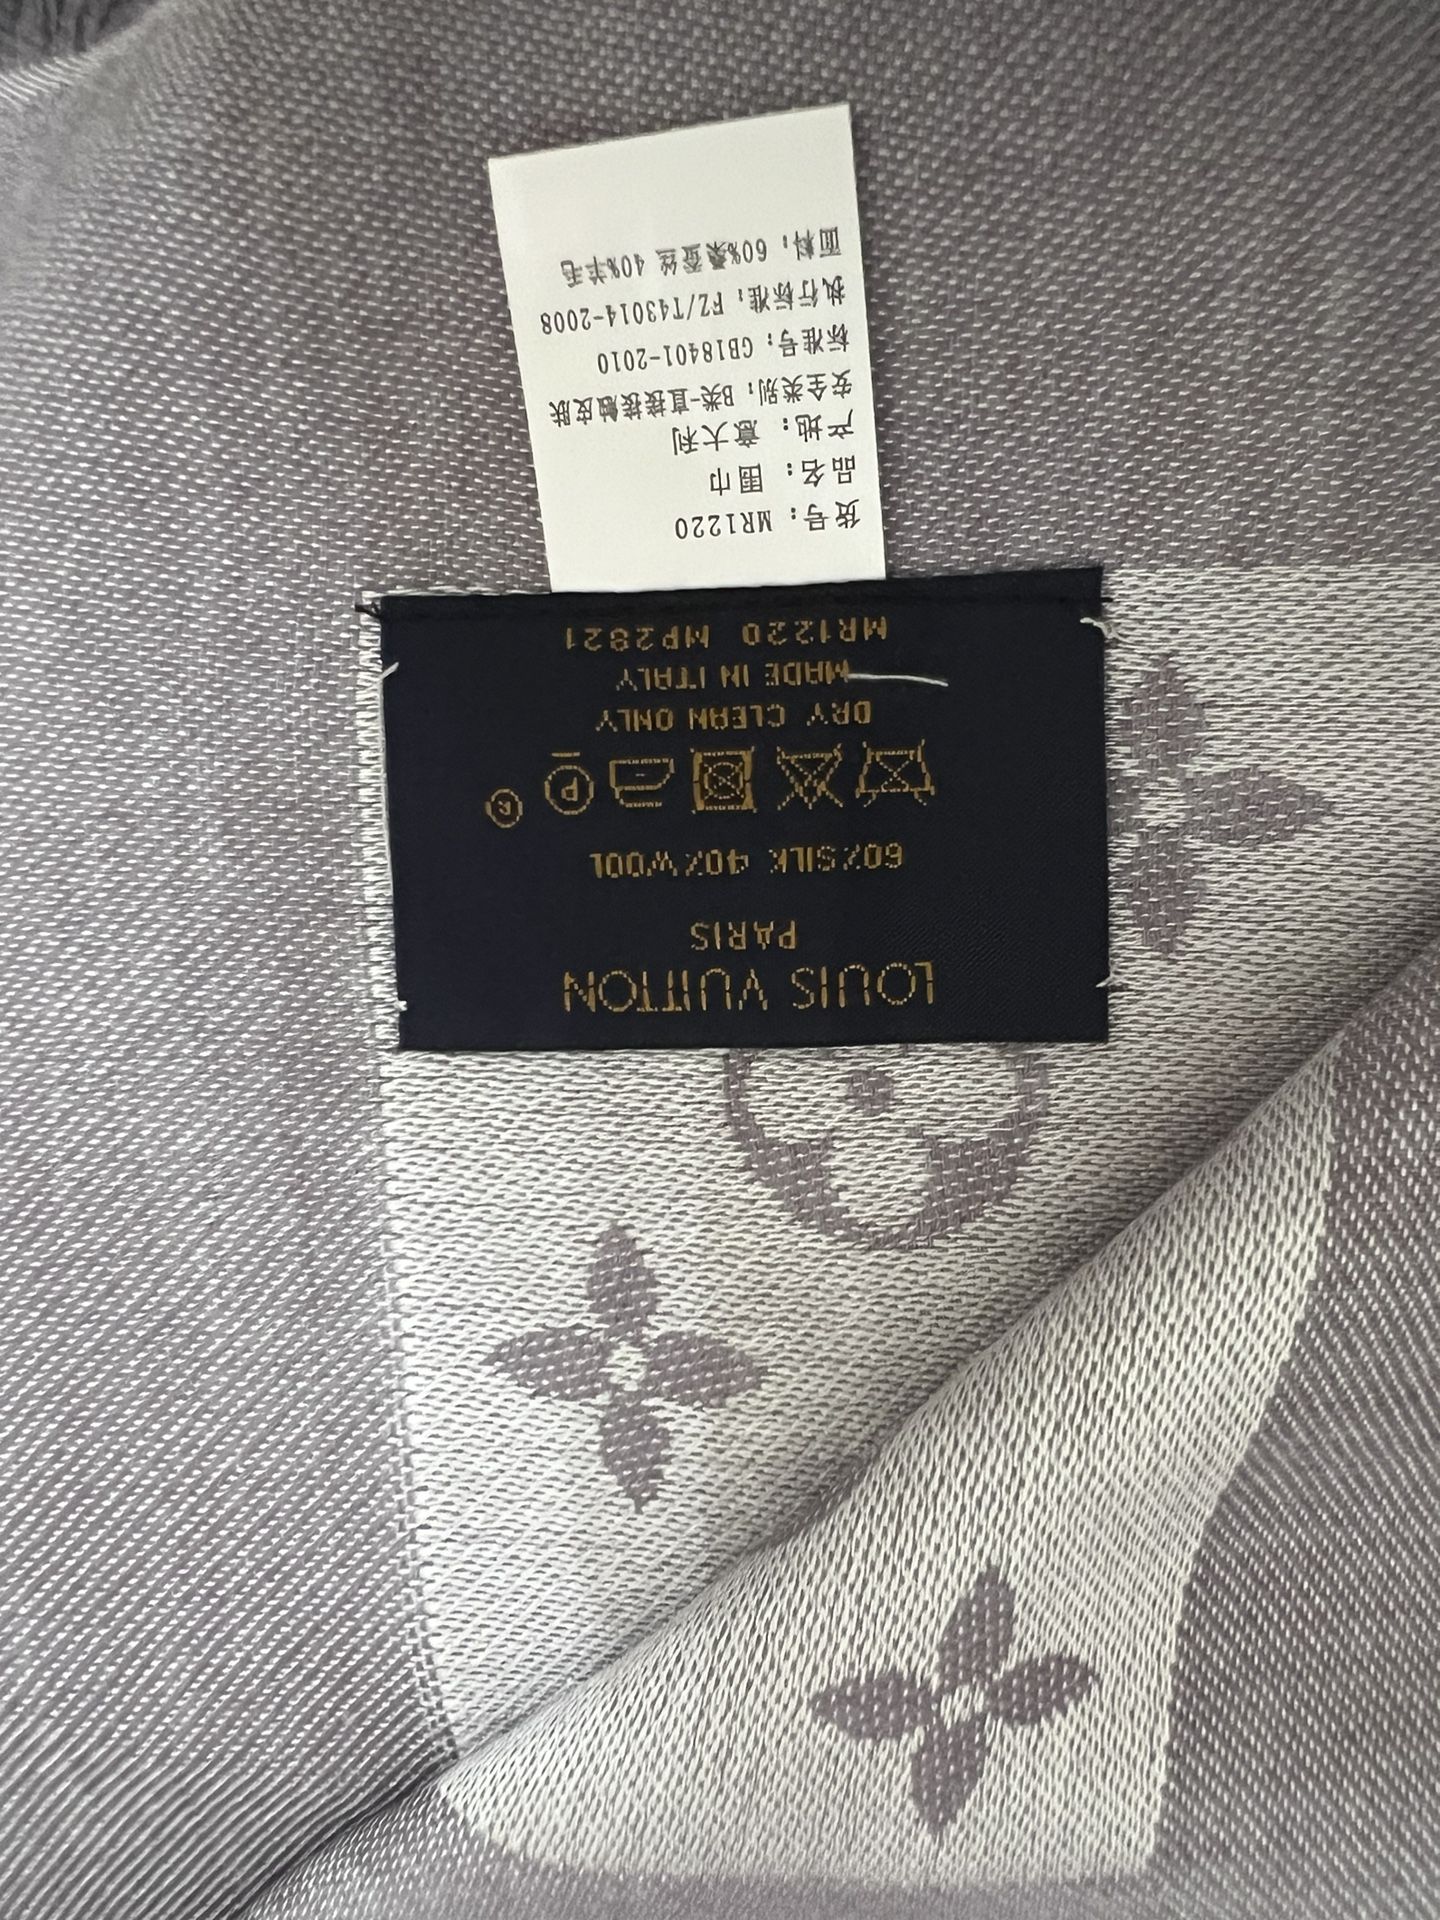 LOUIS VUITTON
PARIS
60%SILK 40%WOOL
P
R
DRY CLEAN ONLY
MADE IN ITALY
MR1220 MP2821
货号: MR1220
品名: 围巾
产地: 意大利
安全类别: B类-直接接触皮肤
标准号: GB18401-2010
执行标准: FZ/T43014-2008
面料: 60%桑蚕丝 40%羊毛